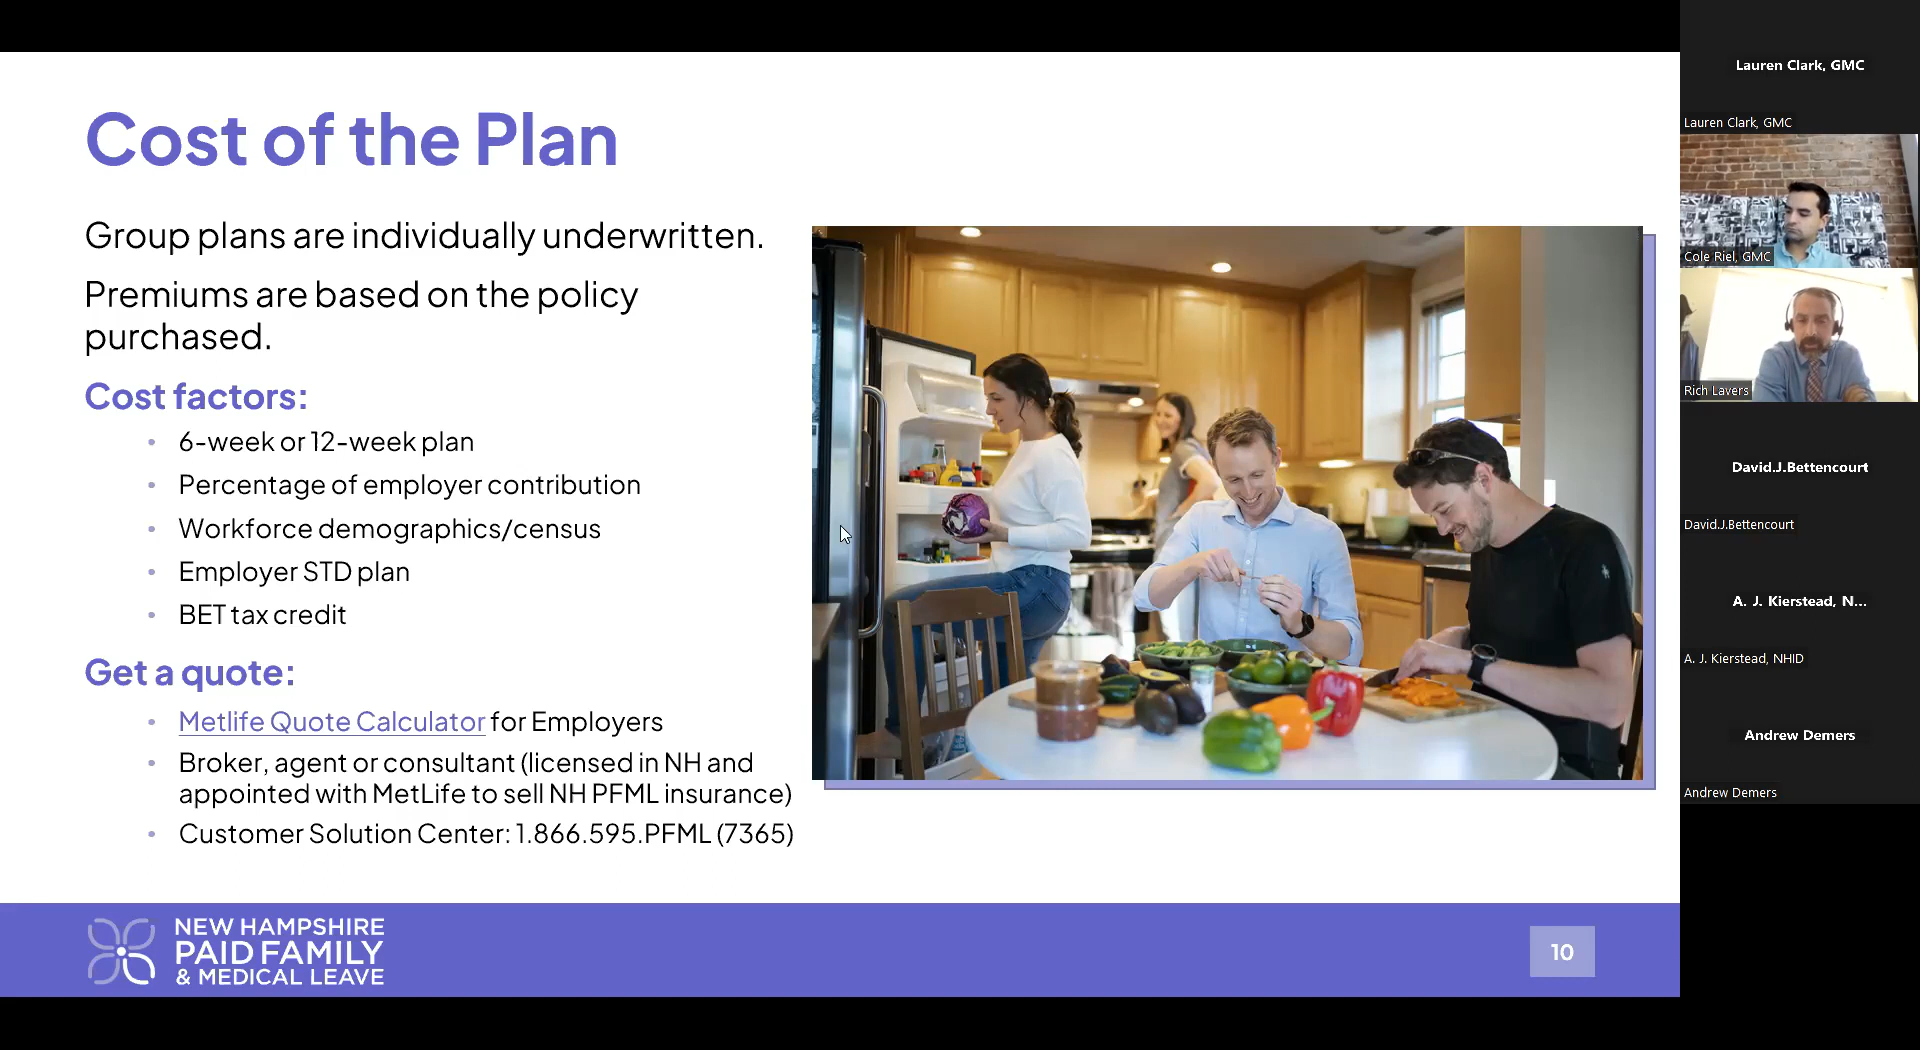 Cost of the Plan
Group plans are individually underwritten.
Premiums are based on the policy
purchased.
Cost factors:
• 6-week or 12-week plan
• Percentage of employer contribution
• Workforce demographics/census
• Employer STD plan
• BET tax credit
Get a quote:
• Metlife Quote Calculator for Employers
• Broker, agent or consultant (licensed in NH and
appointed with MetLife to sell NH PFML insurance)
• Customer Solution Center: 1.866.595.PFML (7365)
NEW HAMPSHIRE
PAID FAMILY
& MEDICAL LEAVE
10
Lauren Clark, GMC
Lauren Clark, GMC
Cole Riel, GMC
Rich Lavers
David.J.Bettencourt
David.J.Bettencourt
A. J. Kierstead, N...
A. J. Kierstead, NHID
Andrew Demers
Andrew Demers